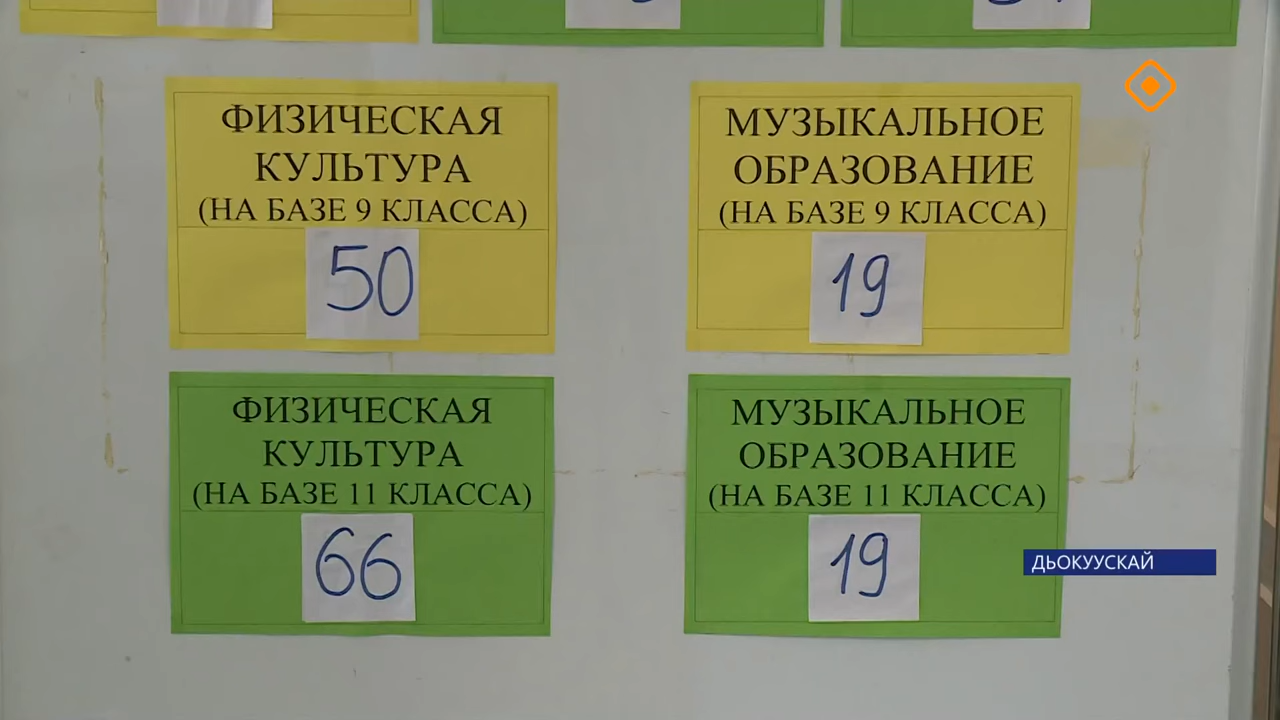 ФИЗИЧЕСКАЯ
КУЛЬТУРА
(НА БАЗЕ 9 КЛАССА)
50
МУЗЫКАЛЬНОЕ
ОБРАЗОВАНИЕ
(НА БАЗЕ 9 КЛАССА)
19
ФИЗИЧЕСКАЯ
КУЛЬТУРА
(НА БАЗЕ 11 КЛАССА)
66
МУЗЫКАЛЬНОЕ
ОБРАЗОВАНИЕ
(НА БАЗЕ 11 КЛАССА)
19
ДЬОКУУСКАЙ